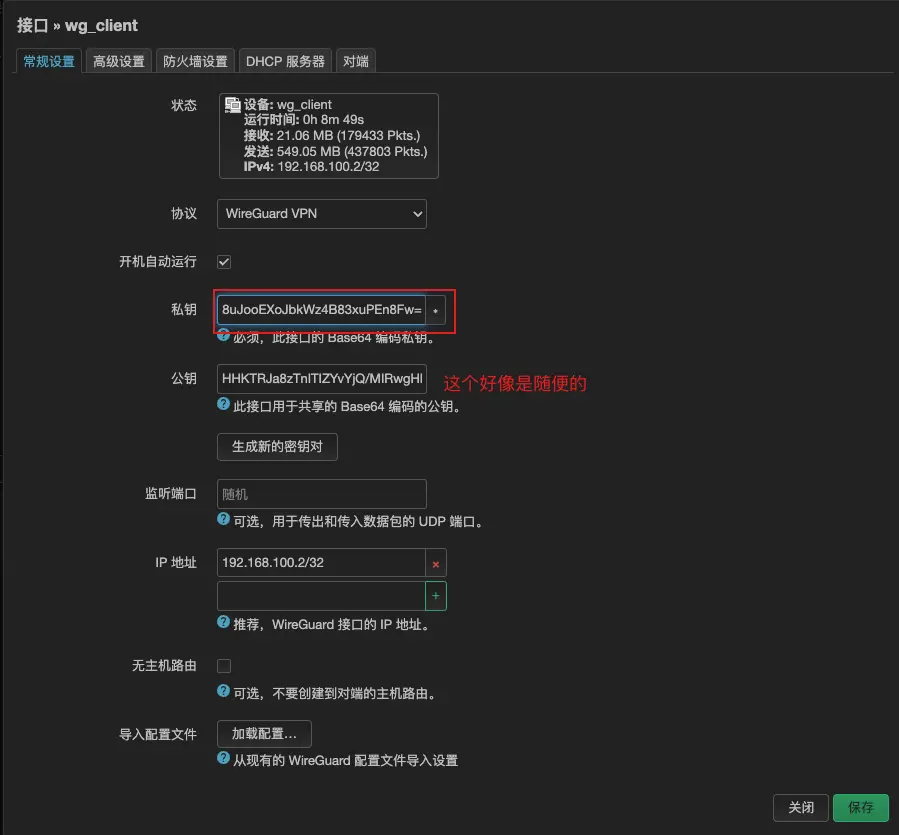 接口 » wg_client
常规设置 高级设置 防火墙设置 DHCP 服务器 对端
状态
设备: wg_client
运行时间: 0h 8m 49s
接收: 21.06 MB (179433 Pkts.)
发送: 549.05 MB (437803 Pkts.)
IPv4: 192.168.100.2/32
协议 WireGuard VPN
开机自动运行
私钥 8uJooEXoJbkWz4B83xuPEn8Fw= *
必须，此接口的 Base64 编码私钥。
公钥 HHKTRJa8zTnlTIZYvYjQ/MIRwgHl 这个好像是随便的
此接口用于共享的 Base64 编码的公钥。
生成新的密钥对
监听端口 随机
可选，用于传出和传入数据包的 UDP 端口。
IP 地址 192.168.100.2/32 ×
+
推荐，WireGuard 接口的 IP 地址。
无主机路由
可选，不要创建到对端的主机路由。
导入配置文件 加载配置…
从现有的 WireGuard 配置文件导入设置
关闭 保存